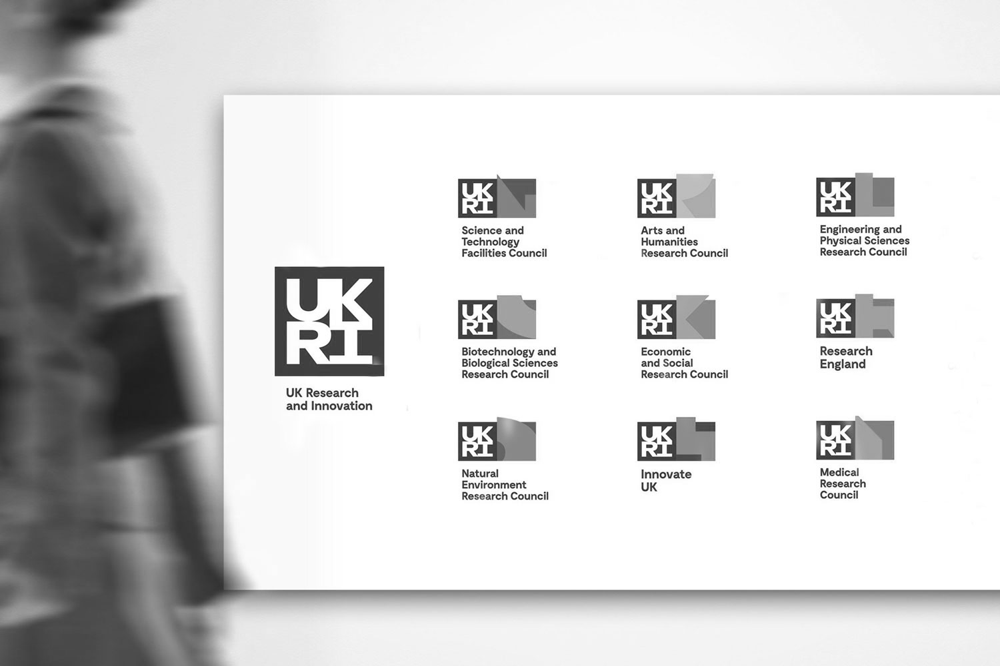 UK
RI
UK Research
and Innovation
UK
RI
Science and
Technology
Facilities Council
UK
RI
Arts and
Humanities
Research Council
UK
RI
Engineering and
Physical Sciences
Research Council
UK
RI
Biotechnology and
Biological Sciences
Research Council
UK
RI
Economic
and Social
Research Council
UK
RI
Research
England
UK
RI
Natural
Environment
Research Council
UK
RI
Innovate
UK
UK
RI
Medical
Research
Council